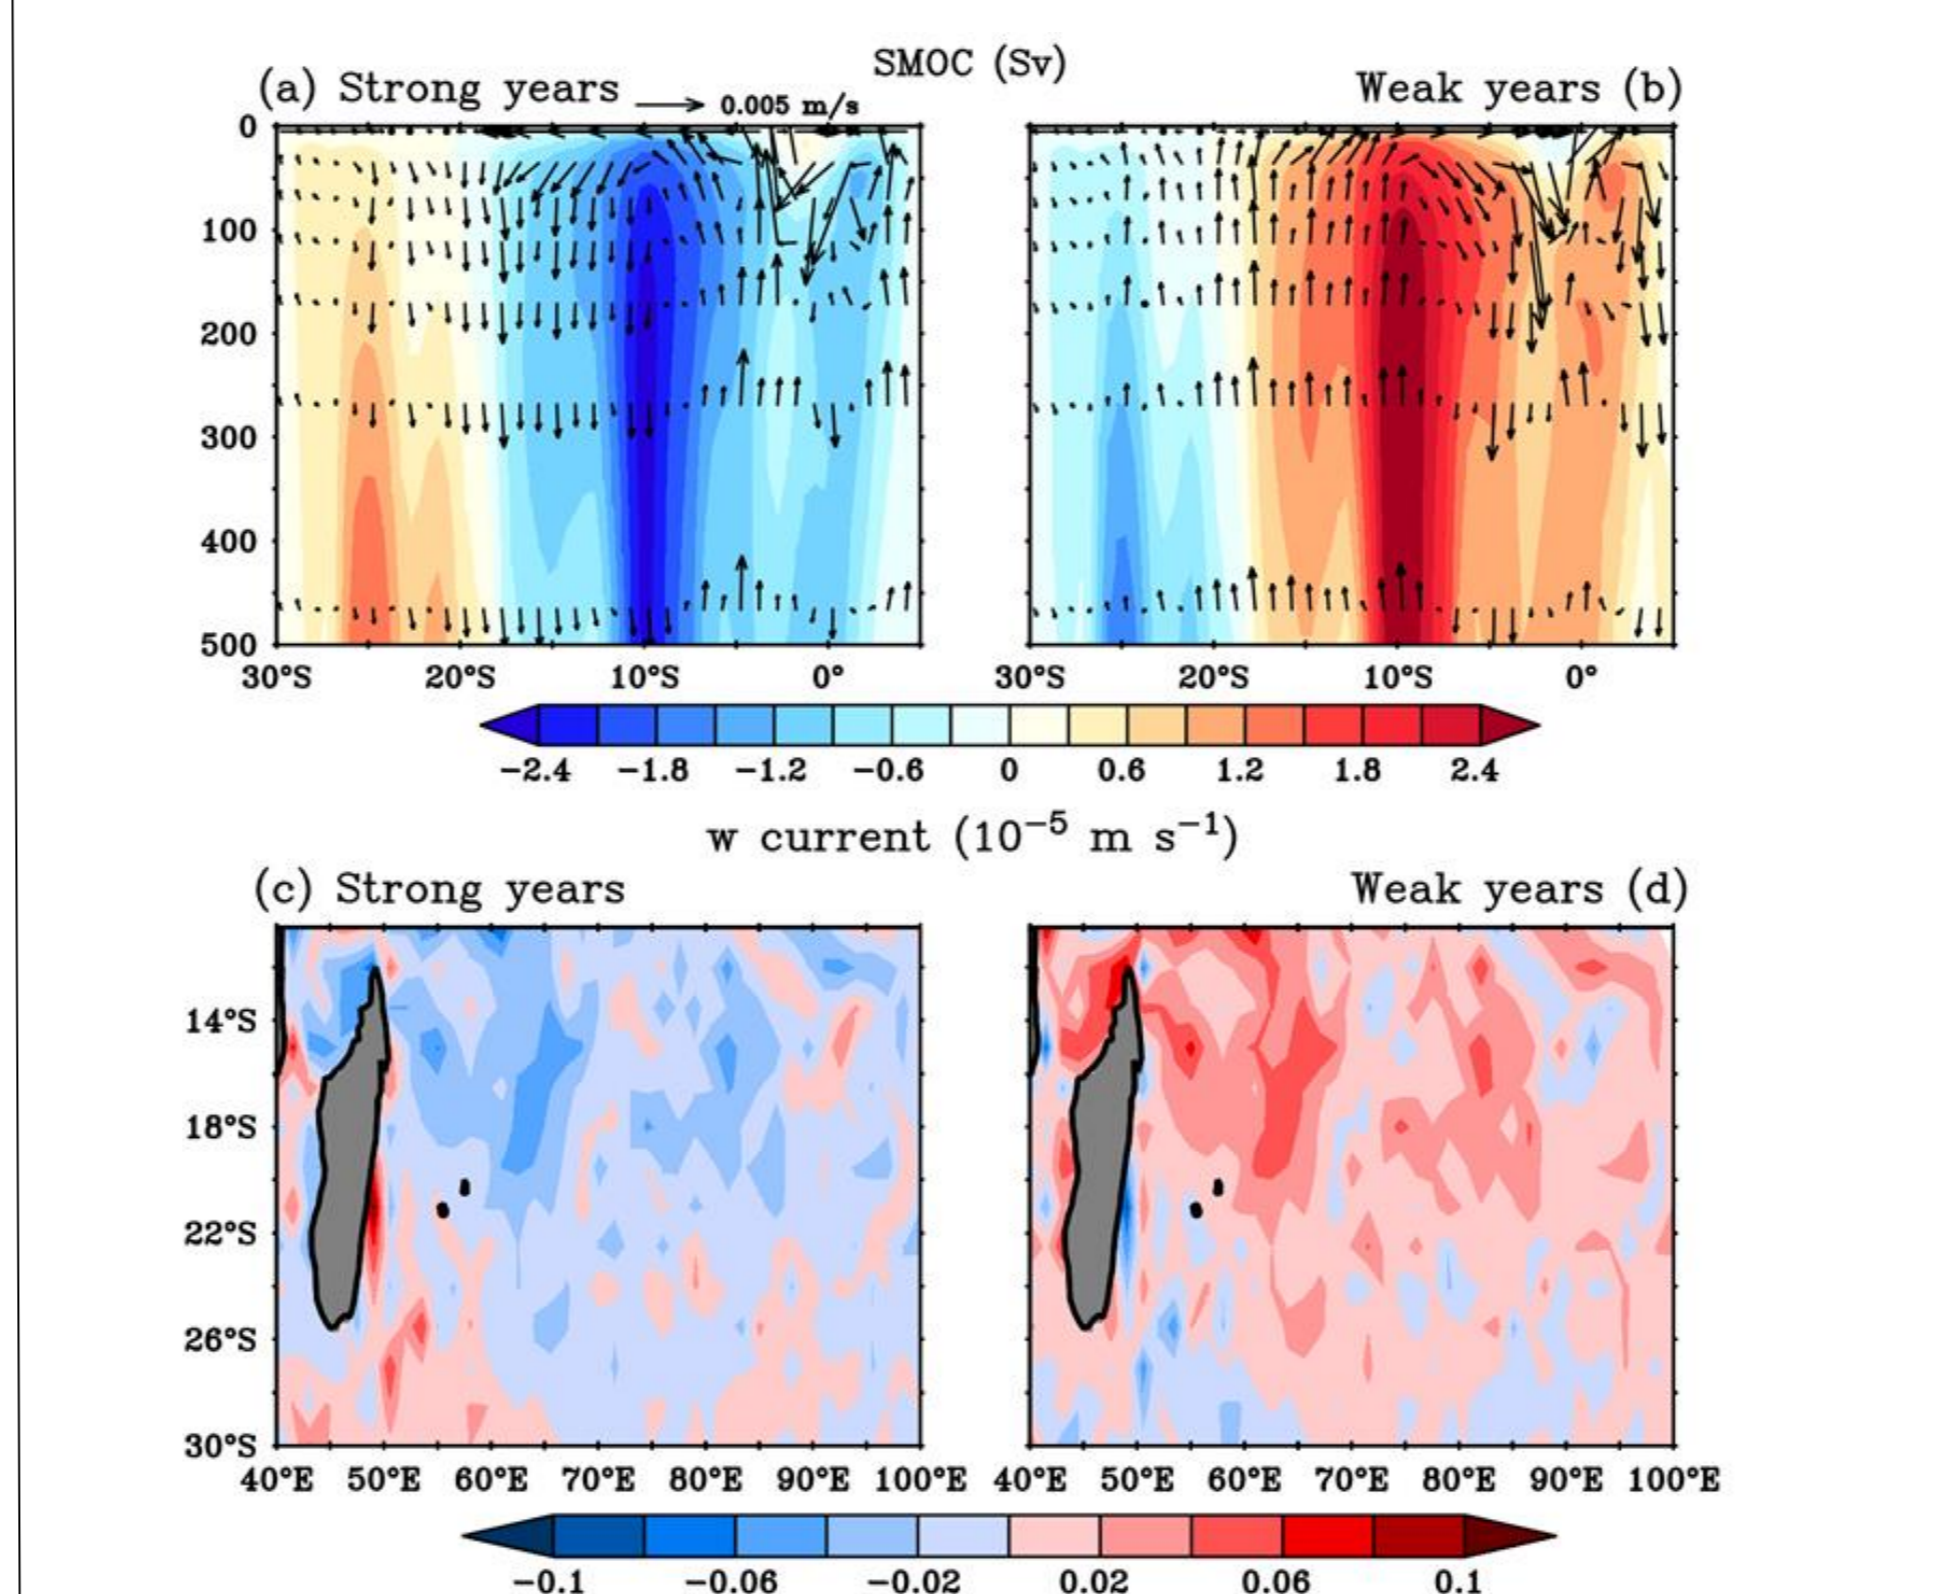 SMOC (Sv)
(a) Strong years
0.005 m/s
Weak years (b)
0
100
200
300
400
500
30°S 20°S 10°S 0°
30°S 20°S 10°S 0°
−2.4 −1.8 −1.2 −0.6 0 0.6 1.2 1.8 2.4
w current (10⁻⁵ m s⁻¹)
(c) Strong years
Weak years (d)
14°S
18°S
22°S
26°S
30°S
40°E 50°E 60°E 70°E 80°E 90°E 100°E
40°E 50°E 60°E 70°E 80°E 90°E 100°E
−0.1 −0.06 −0.02 0.02 0.06 0.1